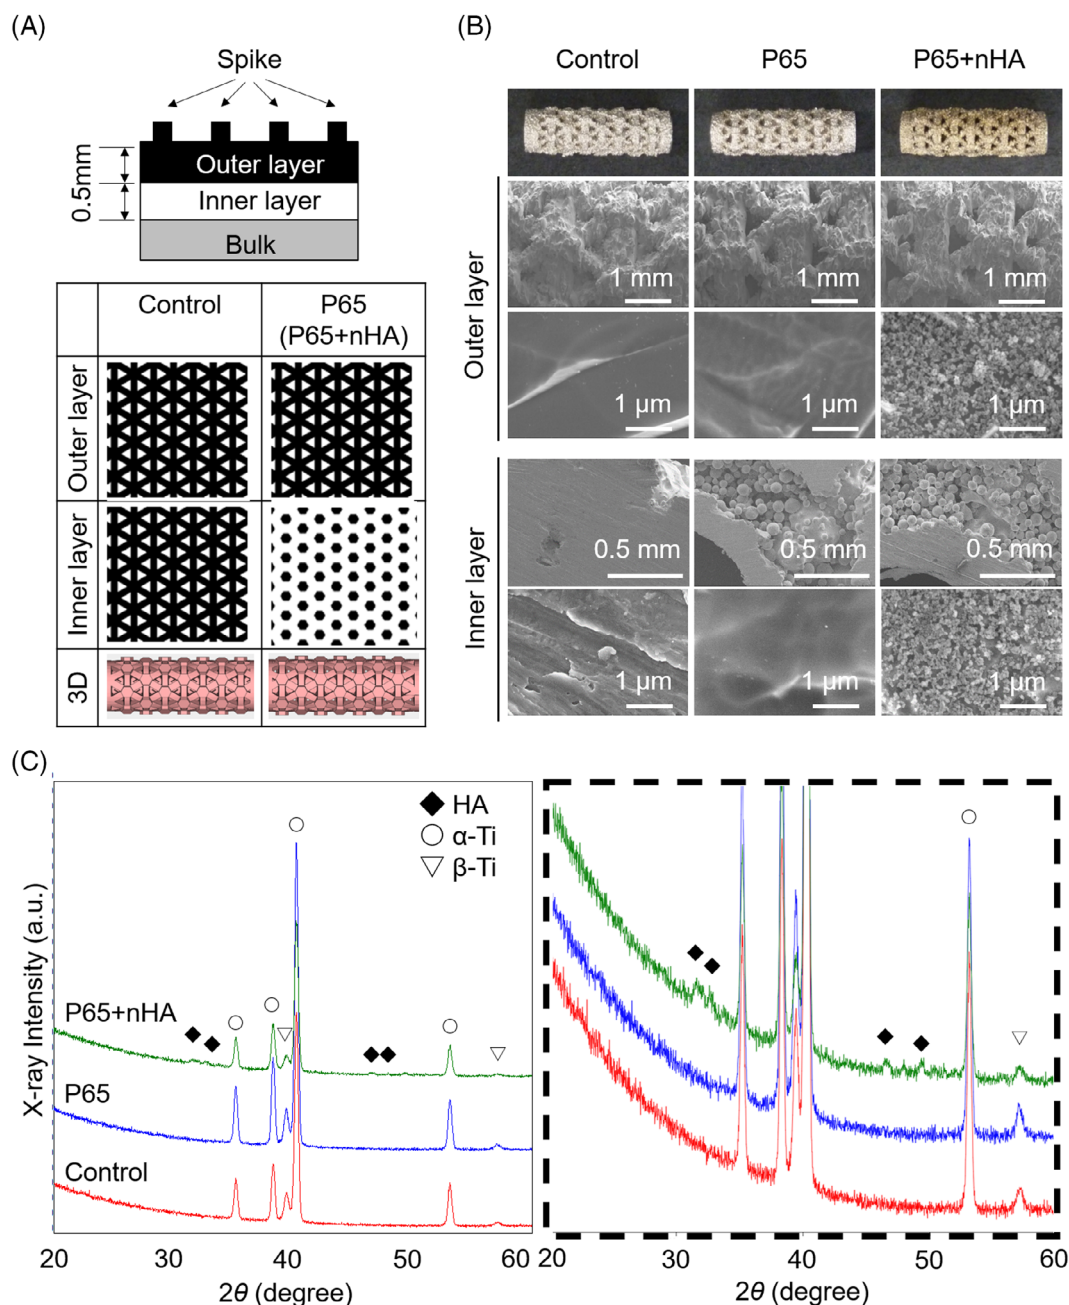 (A)
Spike
0.5mm
Outer layer
Inner layer
Bulk
Control
P65
(P65+nHA)
Outer layer
Inner layer
3D
(B)
Control
P65
P65+nHA
Outer layer
1 mm
1 mm
1 mm
1 μm
1 μm
1 μm
Inner layer
0.5 mm
0.5 mm
0.5 mm
1 μm
1 μm
1 μm
(C)
X-ray Intensity (a.u.)
HA
α-Ti
β-Ti
P65+nHA
P65
Control
20
30
40
50
60
2θ (degree)
20
30
40
50
60
2θ (degree)